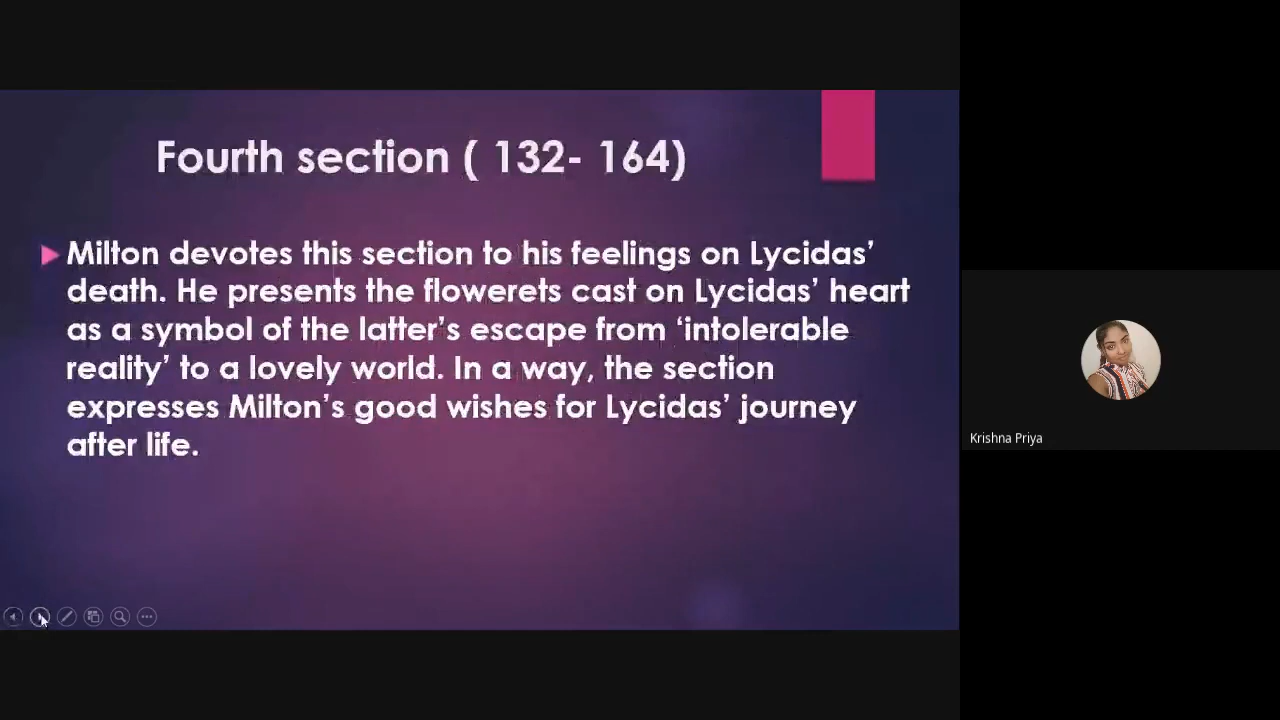 Fourth section ( 132- 164)
Milton devotes this section to his feelings on Lycidas’
death. He presents the flowerets cast on Lycidas’ heart
as a symbol of the latter’s escape from ‘intolerable
reality’ to a lovely world. In a way, the section
expresses Milton’s good wishes for Lycidas’ journey
after life.
Krishna Priya